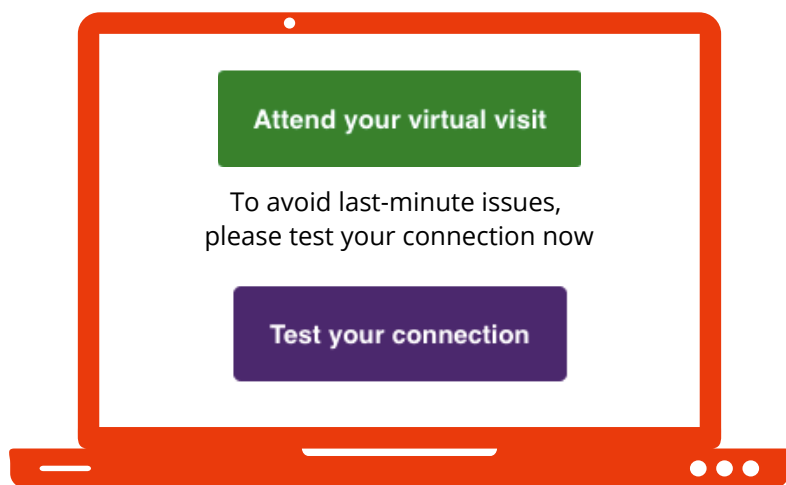 Attend your virtual visit
To avoid last-minute issues,
please test your connection now
Test your connection